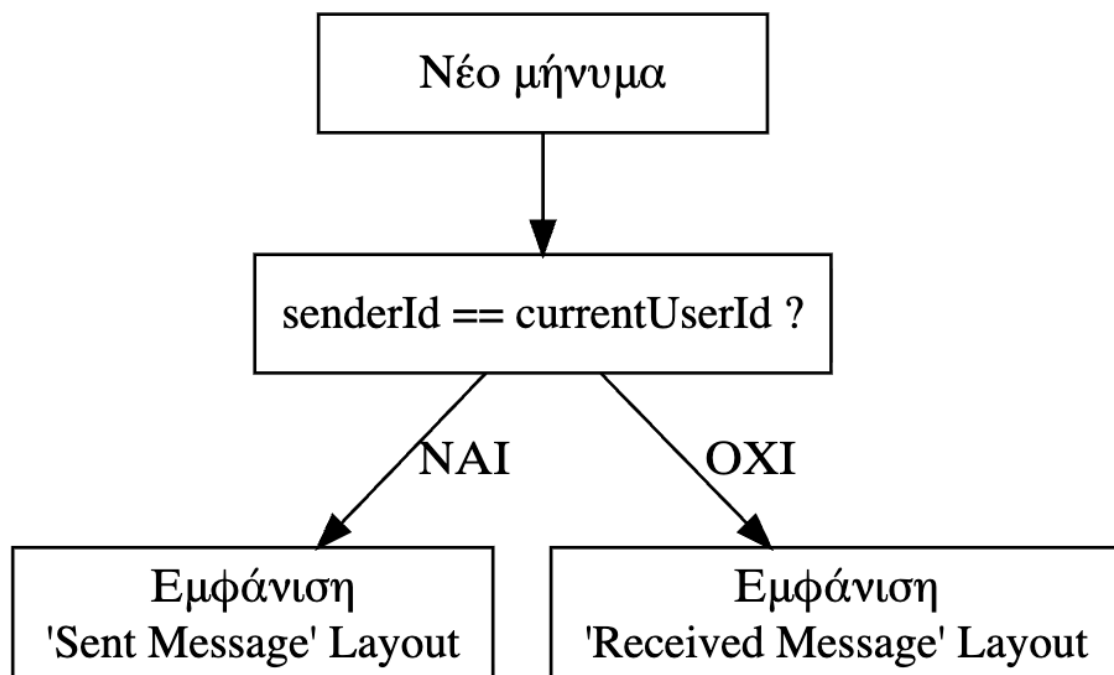 Νέο μήνυμα
senderId == currentUserId ?
ΝΑΙ
ΟΧΙ
Εμφάνιση
'Sent Message' Layout
Εμφάνιση
'Received Message' Layout